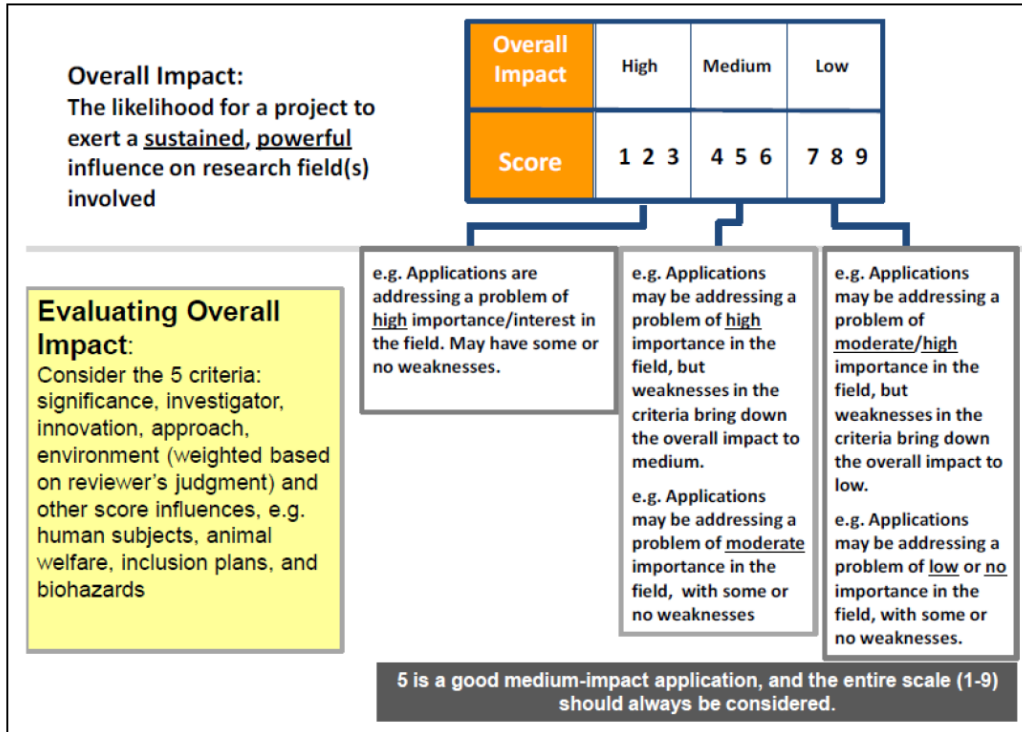 Overall Impact:
The likelihood for a project to
exert a sustained, powerful
influence on research field(s)
involved
Overall
Impact
High
Medium
Low
Score
1 2 3
4 5 6
7 8 9
Evaluating Overall
Impact:
Consider the 5 criteria:
significance, investigator,
innovation, approach,
environment (weighted based
on reviewer's judgment) and
other score influences, e.g.
human subjects, animal
welfare, inclusion plans, and
biohazards
e.g. Applications are
addressing a problem of
high importance/interest in
the field. May have some or
no weaknesses.
e.g. Applications
may be addressing a
problem of high
importance in the
field, but
weaknesses in the
criteria bring down
the overall impact to
medium.
e.g. Applications
may be addressing a
problem of moderate
importance in the
field, with some or
no weaknesses
e.g. Applications
may be addressing a
problem of
moderate/high
importance in the
field, but
weaknesses in the
criteria bring down
the overall impact to
low.
e.g. Applications
may be addressing a
problem of low or no
importance in the
field, with some or
no weaknesses.
5 is a good medium-impact application, and the entire scale (1-9)
should always be considered.